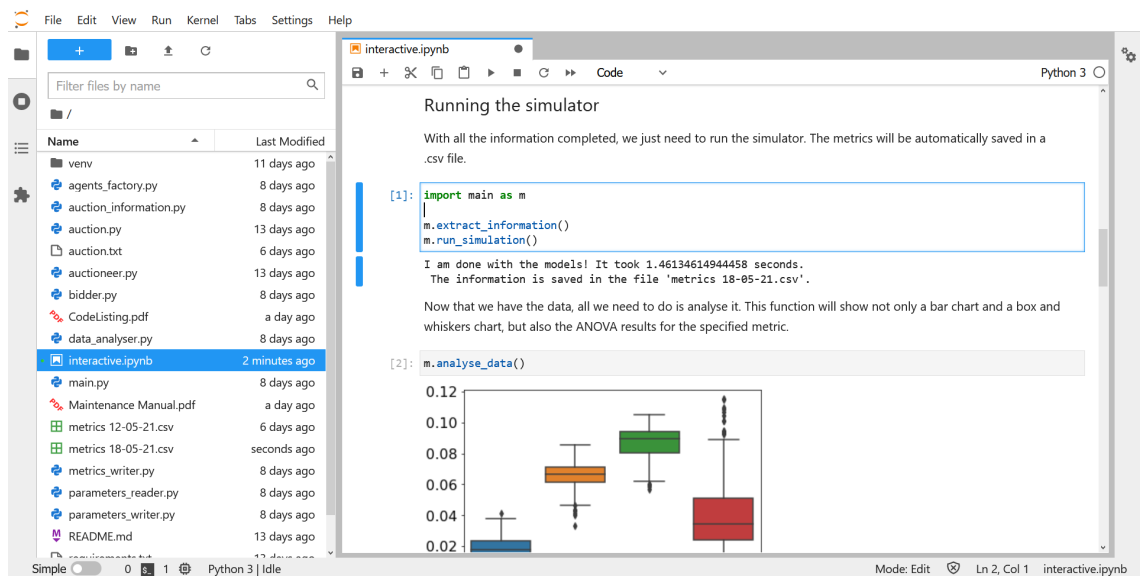 File Edit View Run Kernel Tabs Settings Help
Filter files by name
/
Name Last Modified
venv 11 days ago
agents_factory.py 8 days ago
auction_information.py 8 days ago
auction.py 13 days ago
auction.txt 6 days ago
auctioneer.py 13 days ago
bidder.py 8 days ago
CodeListing.pdf a day ago
data_analyser.py 8 days ago
interactive.ipynb 2 minutes ago
main.py 8 days ago
Maintenance Manual.pdf a day ago
metrics 12-05-21.csv 6 days ago
metrics 18-05-21.csv seconds ago
metrics_writer.py 8 days ago
parameters_reader.py 8 days ago
parameters_writer.py 8 days ago
README.md 13 days ago
requirements.txt 12 days ago
interactive.ipynb
Code Python 3
Running the simulator
With all the information completed, we just need to run the simulator. The metrics will be automatically saved in a
.csv file.
[1]: import main as m
m.extract_information()
m.run_simulation()
I am done with the models! It took 1.46134614944458 seconds.
The information is saved in the file 'metrics 18-05-21.csv'.
Now that we have the data, all we need to do is analyse it. This function will show not only a bar chart and a box and
whiskers chart, but also the ANOVA results for the specified metric.
[2]: m.analyse_data()
0.12
0.10
0.08
0.06
0.04
0.02
Simple 0 1 Python 3 | Idle Mode: Edit Ln 2, Col 1 interactive.ipynb